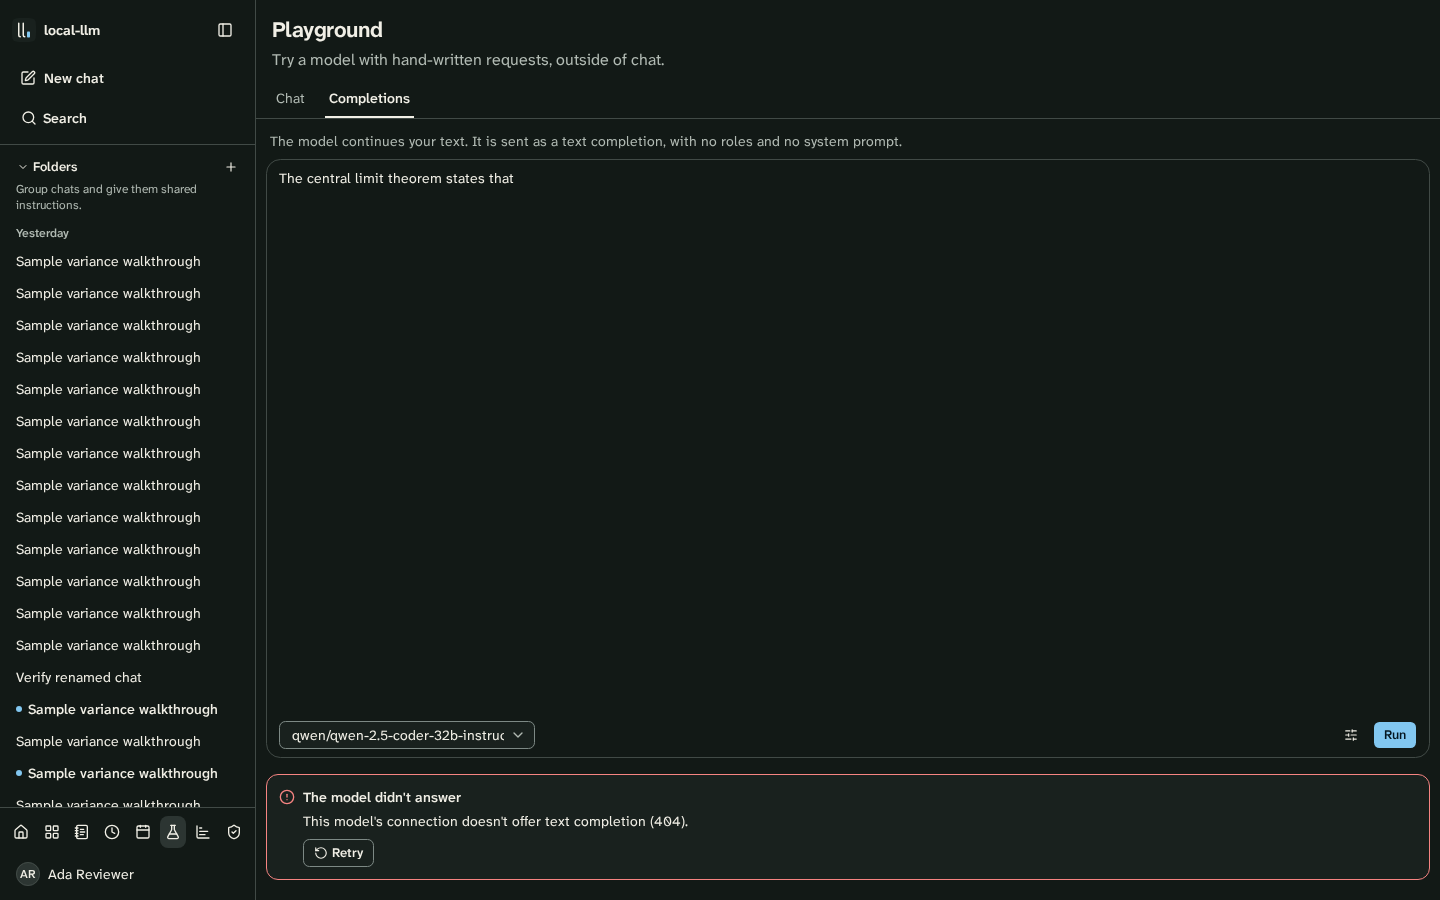 local-llm
New chat
Search
Folders
Group chats and give them shared
instructions.
Yesterday
Sample variance walkthrough
Sample variance walkthrough
Sample variance walkthrough
Sample variance walkthrough
Sample variance walkthrough
Sample variance walkthrough
Sample variance walkthrough
Sample variance walkthrough
Sample variance walkthrough
Sample variance walkthrough
Sample variance walkthrough
Sample variance walkthrough
Sample variance walkthrough
Verify renamed chat
Sample variance walkthrough
Sample variance walkthrough
Sample variance walkthrough
Sample variance walkthrough
AR
Ada Reviewer
Playground
Try a model with hand-written requests, outside of chat.
Chat
Completions
The model continues your text. It is sent as a text completion, with no roles and no system prompt.
The central limit theorem states that
qwen/qwen-2.5-coder-32b-instruc
Run
The model didn't answer
This model's connection doesn't offer text completion (404).
Retry